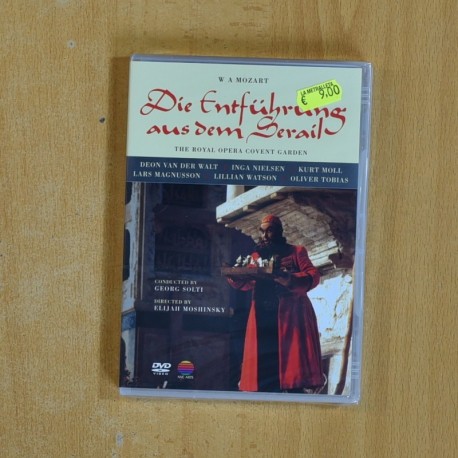 W A MOZART
LA METRALLETA
€ 9,00
Die Entführung
aus dem Serail
THE ROYAL OPERA COVENT GARDEN
DEON VAN DER WALT INGA NIELSEN KURT MOLL
LARS MAGNUSSON LILLIAN WATSON OLIVER TOBIAS
CONDUCTED BY
GEORG SOLTI
DIRECTED BY
ELIJAH MOSHINSKY
DVD
VIDEO
NVC ARTS